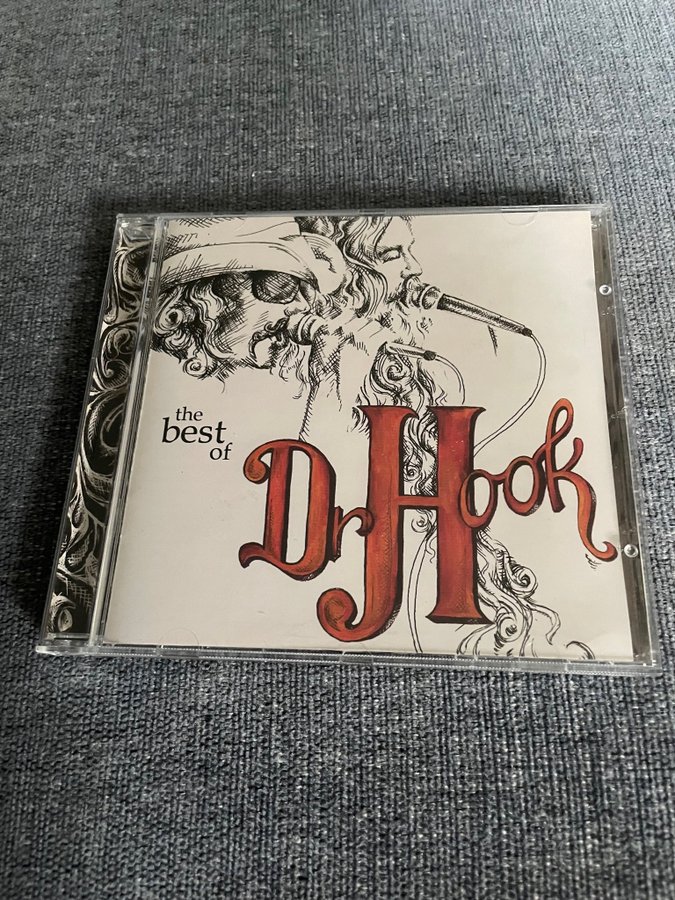 the
best
of
Dr Hook